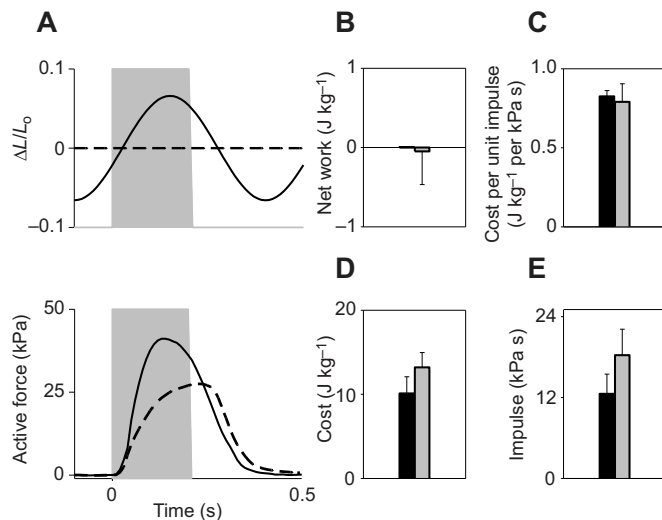 A
B
C
0.1
0
–0.1
ΔL/Lo
1
0
–1
Net work (J kg–1)
1.0
0.5
0
Cost per unit impulse
(J kg–1 per kPa s)
D
E
50
25
0
Active force (kPa)
0
0.5
Time (s)
20
10
0
Cost (J kg–1)
24
12
0
Impulse (kPa s)